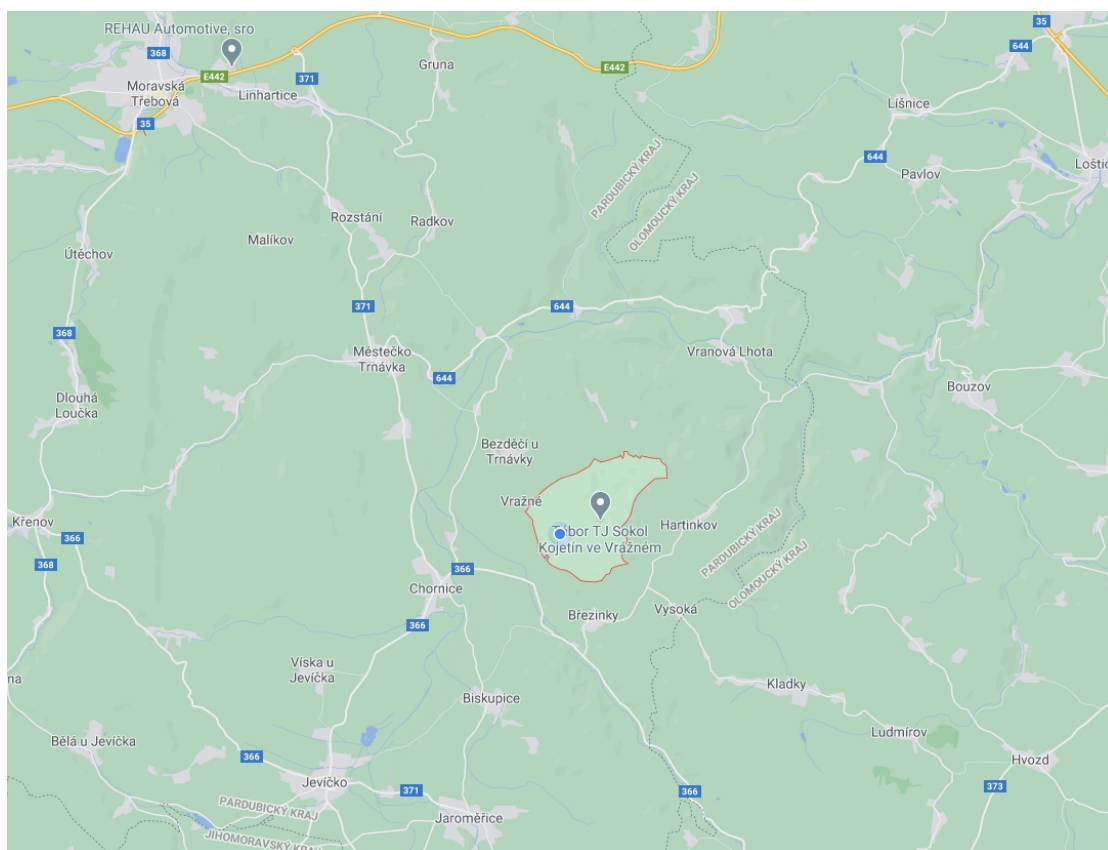 REHAU Automotive, sro
368
35
644
Gruna
E442
371
E442
Moravská
Třebová
Linhartice
Líšnice
35
644
Loštic
Pavlov
PARDUBICKÝ KRAJ
OLOMOUCKÝ KRAJ
Rozstání
Radkov
Malíkov
Útěchov
371
644
368
Městečko
Trnávka
Vranová Lhota
644
Bouzov
Dlouhá
Loučka
Bezděčí u
Trnávky
Vražné
Křenov
366
Tábor TJ Sokol
Kojetín ve Vražném
Hartinkov
PARDUBICKÝ KRAJ
OLOMOUCKÝ KRAJ
368
366
Chornice
Březinky
Vysoká
366
Víska u
Jevíčka
na
Kladky
Biskupice
Bělá u Jevíčka
Ludmírov
366
Hvozd
Jevíčko
371
366
373
PARDUBICKÝ KRAJ
Jaroměřice
JIHOMORAVSKÝ KRAJ